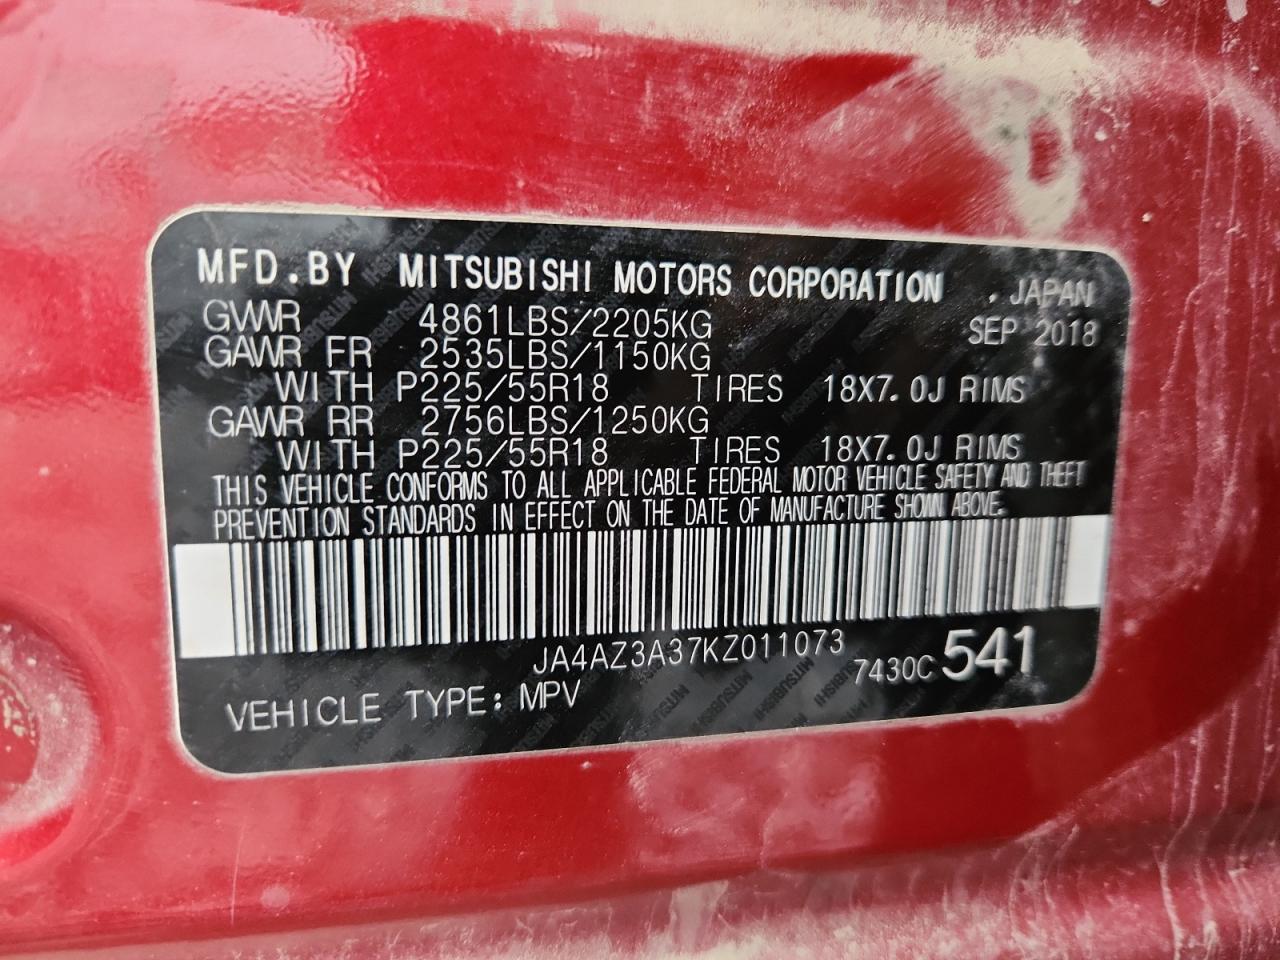 MFD.BY MITSUBISHI MOTORS CORPORATION , JAPAN
GVWR 4861LBS/2205KG SEP 2018
GAWR FR 2535LBS/1150KG
WITH P225/55R18 TIRES 18X7.0J RIMS
GAWR RR 2756LBS/1250KG
WITH P225/55R18 TIRES 18X7.0J RIMS
THIS VEHICLE CONFORMS TO ALL APPLICABLE FEDERAL MOTOR VEHICLE SAFETY AND THEFT
PREVENTION STANDARDS IN EFFECT ON THE DATE OF MANUFACTURE SHOWN ABOVE.
JA4AZ3A37KZ011073 7430C541
VEHICLE TYPE: MPV